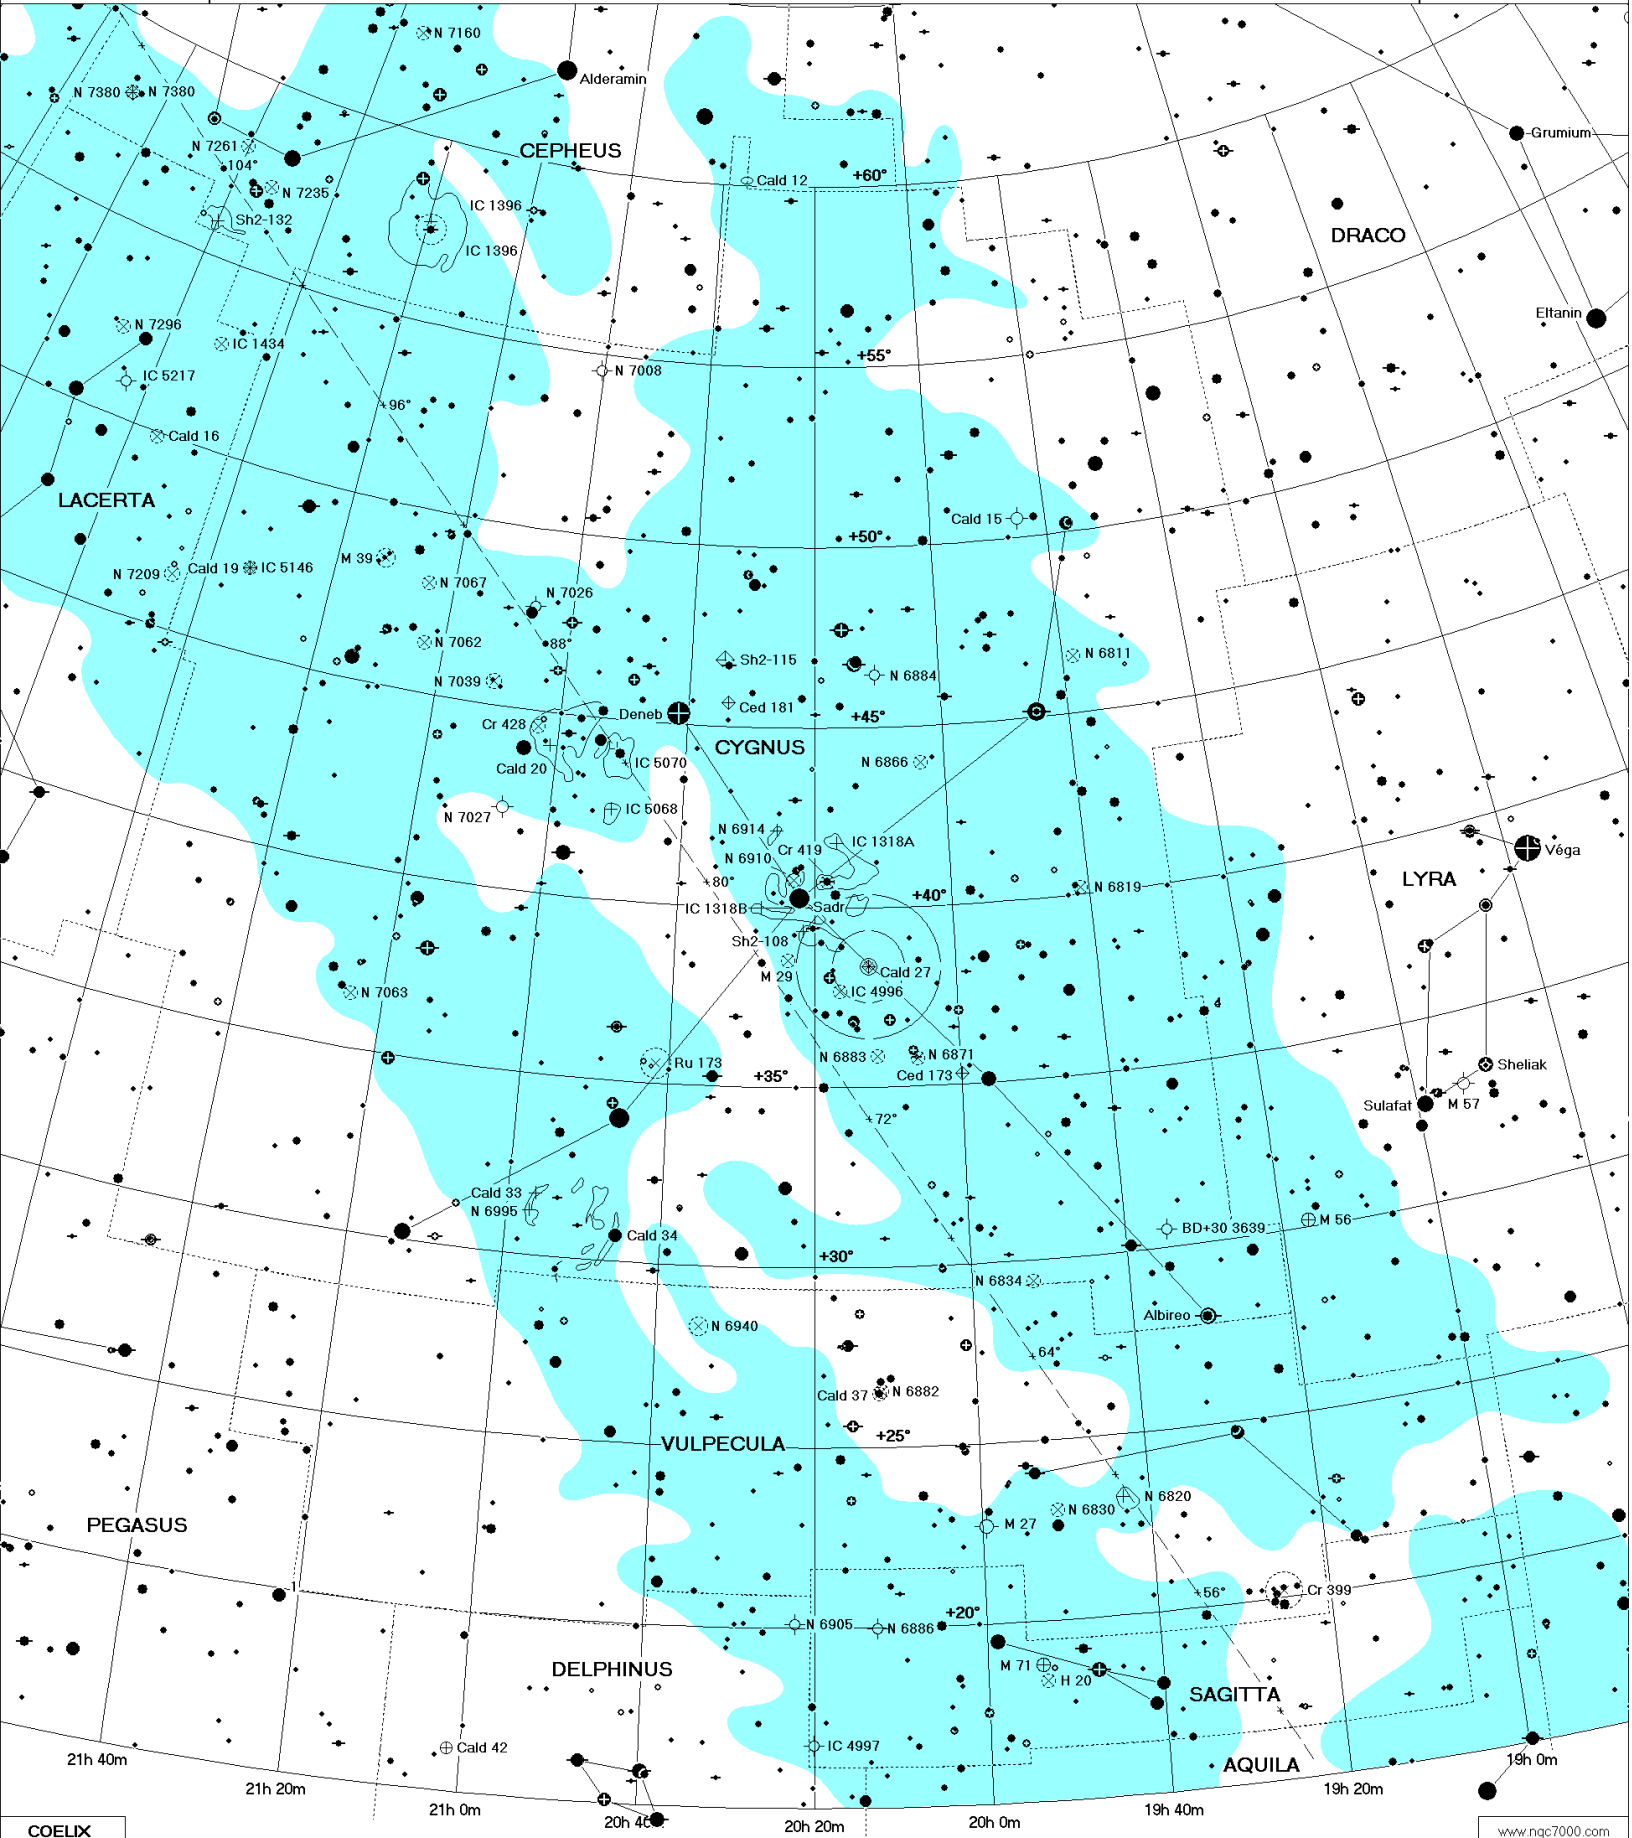 N 7160
Alderamin
N 7380
N 7380
Grumium
N 7261
CEPHEUS
104°
+60°
Cald 12
N 7235
IC 1396
Sh2-132
DRACO
IC 1396
Eltanin
N 7296
IC 1434
+55°
IC 5217
N 7008
96°
Cald 16
LACERTA
Cald 15
+50°
M 39
Cald 19
IC 5146
N 7209
N 7067
N 7026
N 7062
88°
Sh2-115
N 6811
N 7039
N 6884
Ced 181
Deneb
+45°
Cr 428
CYGNUS
IC 5070
N 6866
Cald 20
IC 5068
N 7027
N 6914
IC 1318A
Cr 419
Véga
N 6910
80°
LYRA
N 6819
+40°
IC 1318B
Sadr
Sh2-108
Cald 27
M 29
N 7063
IC 4996
4
N 6883
N 6871
Ru 173
Sheliak
+35°
Ced 173
Sulafat
M 57
72°
Cald 33
N 6995
M 56
BD+30 3639
Cald 34
+30°
N 6834
Albireo
N 6940
64°
Cald 37
N 6882
+25°
VULPECULA
N 6820
N 6830
PEGASUS
M 27
1
56°
Cr 399
+20°
N 6905
N 6886
M 71
DELPHINUS
H 20
SAGITTA
Cald 42
IC 4997
21h 40m
AQUILA
19h 0m
21h 20m
19h 20m
21h 0m
19h 40m
20h 20m
20h 0m
COELIX
www.ngc7000.com